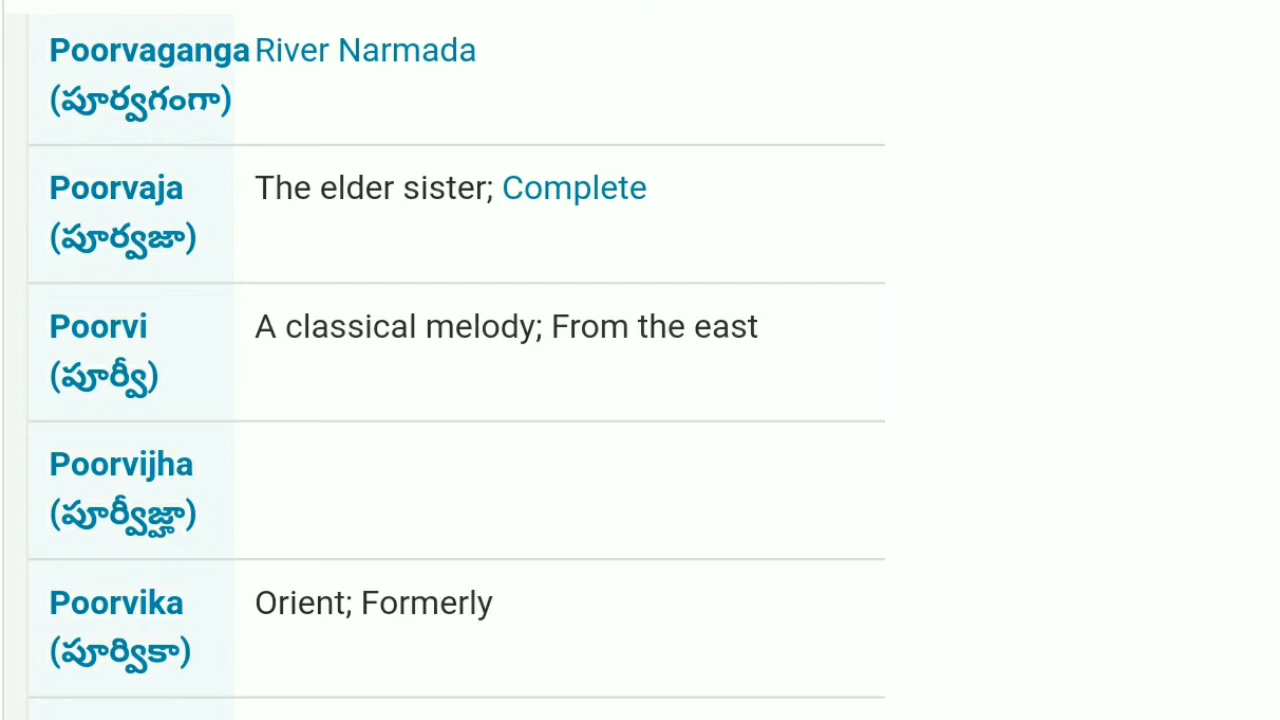 Poorvaganga River Narmada
(పూర్వగంగా)
Poorvaja The elder sister; Complete
(పూర్వజా)
Poorvi A classical melody; From the east
(పూర్వీ)
Poorvijha
(పూర్వీజ్హా)
Poorvika Orient; Formerly
(పూర్వికా)